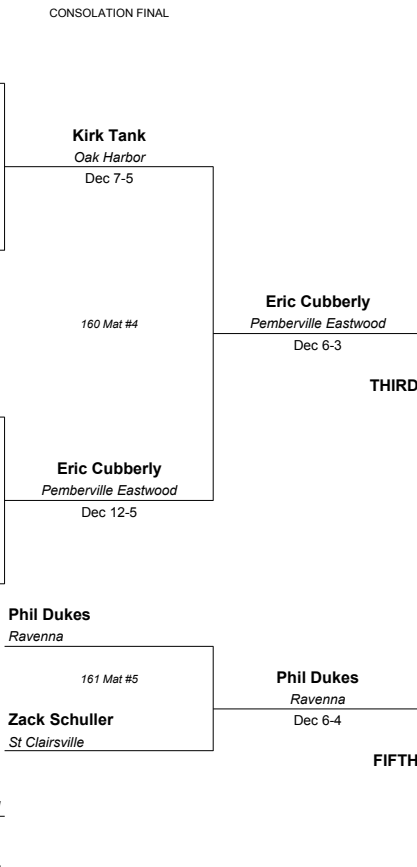 CONSOLATION FINAL
Kirk Tank
Oak Harbor
Dec 7-5
160 Mat #4
Eric Cubberly
Pemberville Eastwood
Dec 6-3
THIRD
Eric Cubberly
Pemberville Eastwood
Dec 12-5
Phil Dukes
Ravenna
161 Mat #5
Phil Dukes
Ravenna
Dec 6-4
Zack Schuller
St Clairsville
FIFTH